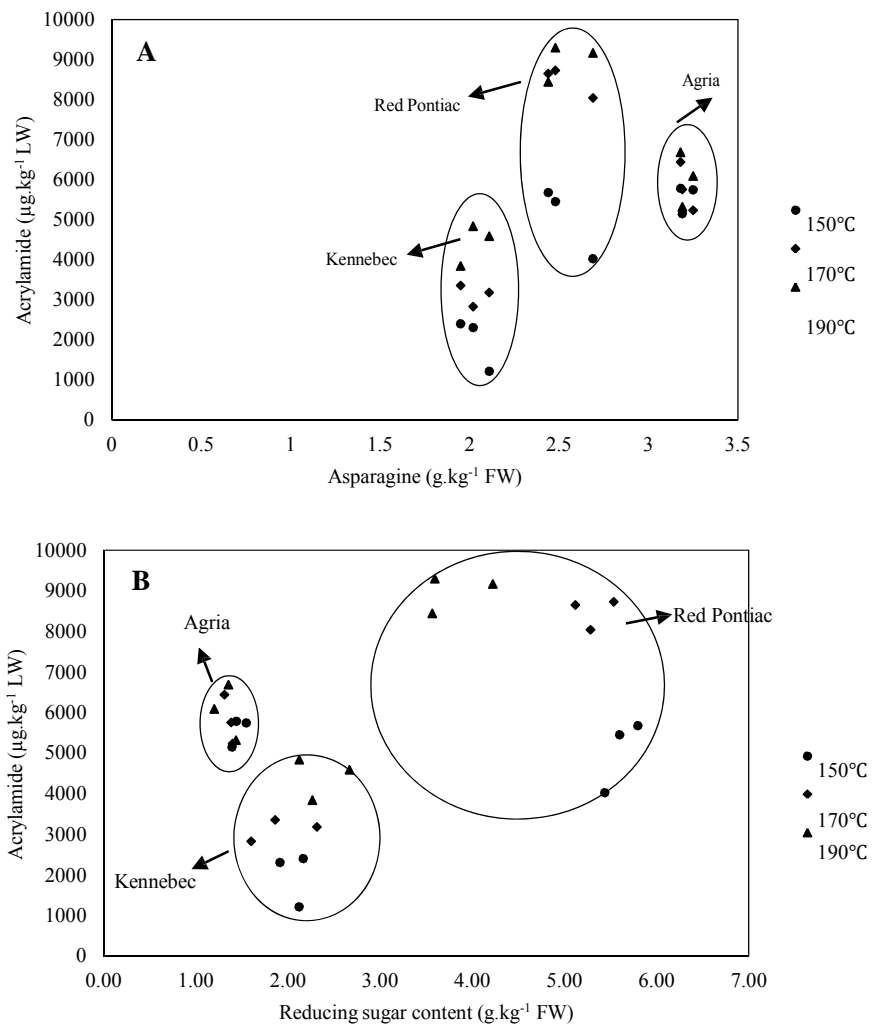 A
10000
9000
8000
7000
6000
5000
4000
3000
2000
1000
0
Acrylamide (µg.kg⁻¹ LW)
Red Pontiac
Agria
Kennebec
150°C
170°C
190°C
0 0.5 1 1.5 2 2.5 3 3.5
Asparagine (g.kg⁻¹ FW)
B
10000
9000
8000
7000
6000
5000
4000
3000
2000
1000
0
Acrylamide (µg.kg⁻¹ LW)
Agria
Red Pontiac
Kennebec
150°C
170°C
190°C
0.00 1.00 2.00 3.00 4.00 5.00 6.00 7.00
Reducing sugar content (g.kg⁻¹ FW)